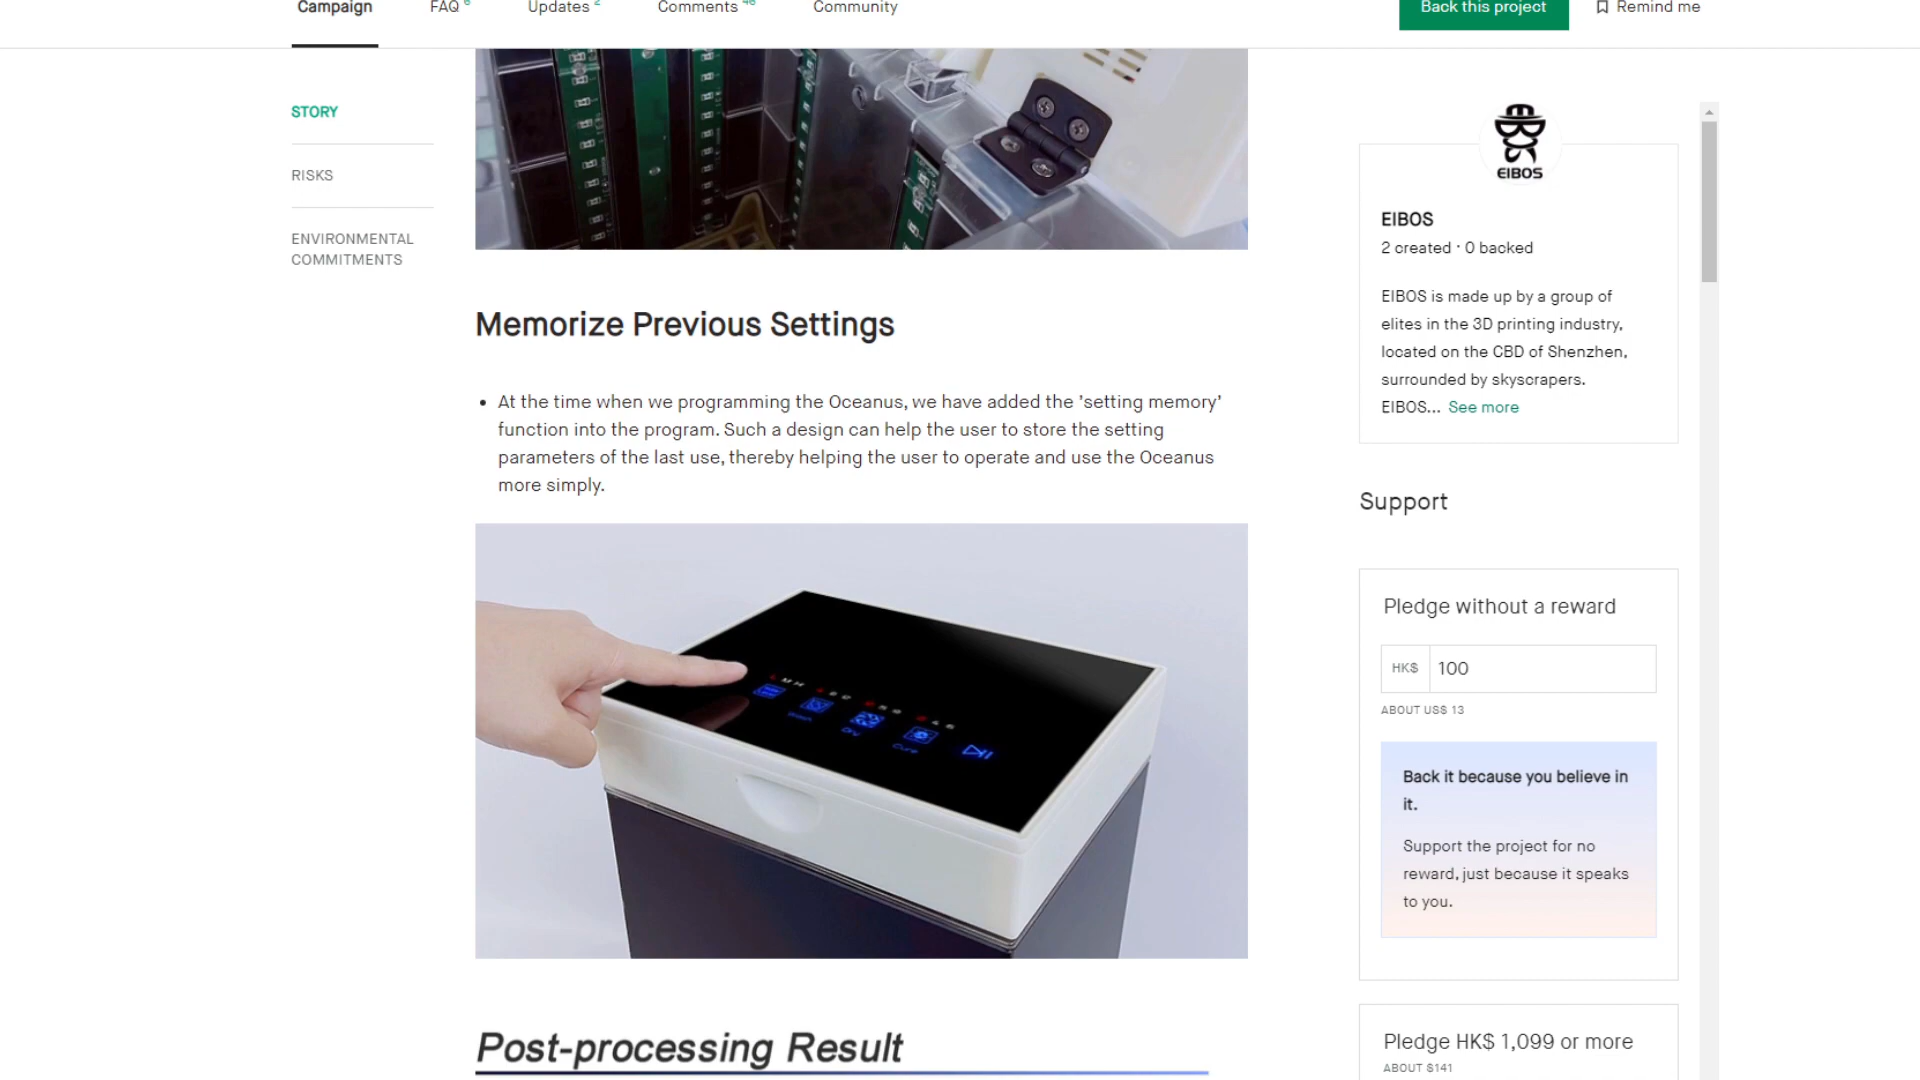 Campaign
FAQ 6
Updates 2
Comments 46
Community
Back this project
Remind me
STORY
RISKS
ENVIRONMENTAL
COMMITMENTS
Memorize Previous Settings
• At the time when we programming the Oceanus, we have added the 'setting memory'
function into the program. Such a design can help the user to store the setting
parameters of the last use, thereby helping the user to operate and use the Oceanus
more simply.
Dry
Cure
Post-processing Result
EIBOS
EIBOS
2 created · 0 backed
EIBOS is made up by a group of
elites in the 3D printing industry,
located on the CBD of Shenzhen,
surrounded by skyscrapers.
EIBOS... See more
Support
Pledge without a reward
HK$ 100
ABOUT US$ 13
Back it because you believe in
it.
Support the project for no
reward, just because it speaks
to you.
Pledge HK$ 1,099 or more
ABOUT $141